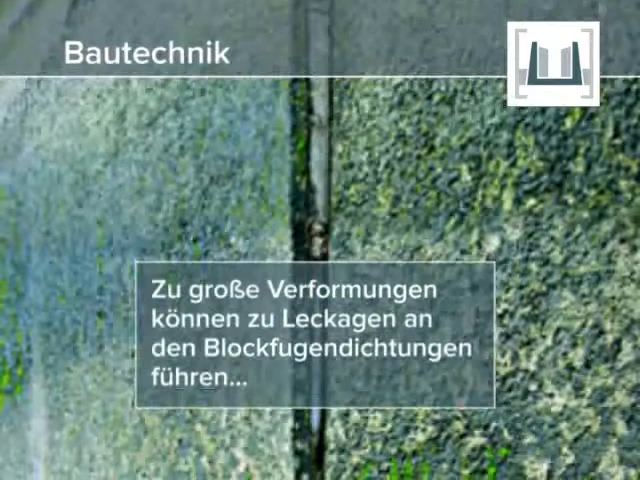 Bautechnik
Zu große Verformungen
können zu Leckagen an
den Blockfugendichtungen
führen...